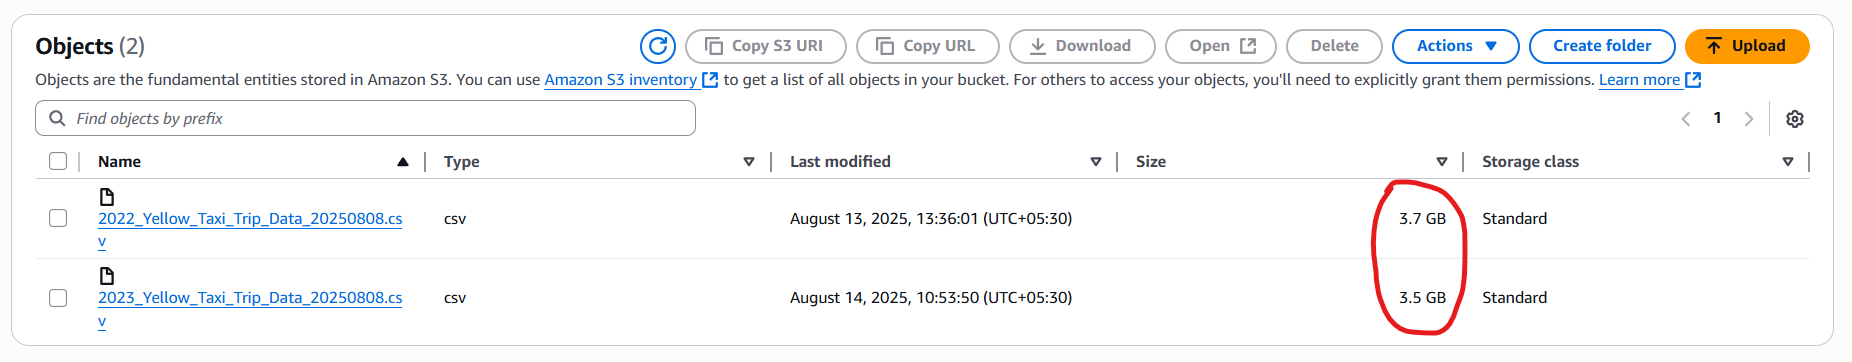 Objects (2)
Copy S3 URI
Copy URL
Download
Open
Delete
Actions
Create folder
Upload
Objects are the fundamental entities stored in Amazon S3. You can use Amazon S3 inventory to get a list of all objects in your bucket. For others to access your objects, you'll need to explicitly grant them permissions. Learn more
Find objects by prefix
1
Name
Type
Last modified
Size
Storage class
2022_Yellow_Taxi_Trip_Data_20250808.cs
v
csv
August 13, 2025, 13:36:01 (UTC+05:30)
3.7 GB
Standard
2023_Yellow_Taxi_Trip_Data_20250808.cs
v
csv
August 14, 2025, 10:53:50 (UTC+05:30)
3.5 GB
Standard